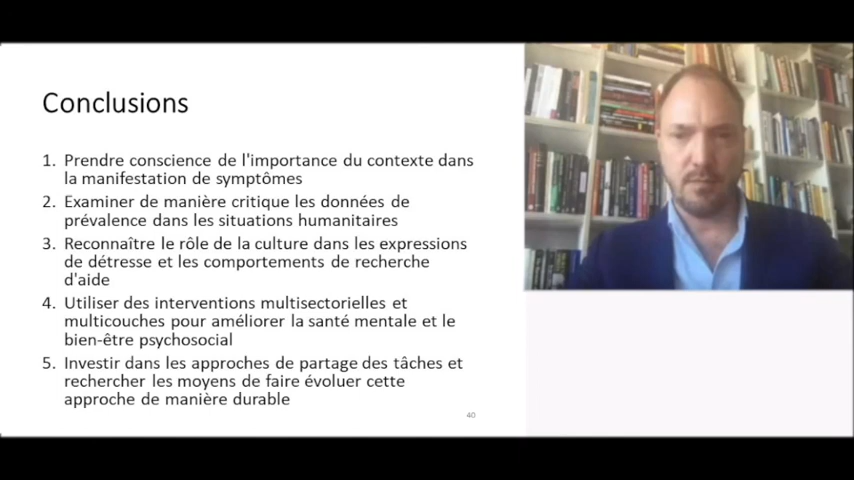 Conclusions
1. Prendre conscience de l'importance du contexte dans
la manifestation de symptômes
2. Examiner de manière critique les données de
prévalence dans les situations humanitaires
3. Reconnaître le rôle de la culture dans les expressions
de détresse et les comportements de recherche
d'aide
4. Utiliser des interventions multisectorielles et
multicouches pour améliorer la santé mentale et le
bien-être psychosocial
5. Investir dans les approches de partage des tâches et
rechercher les moyens de faire évoluer cette
approche de manière durable
40